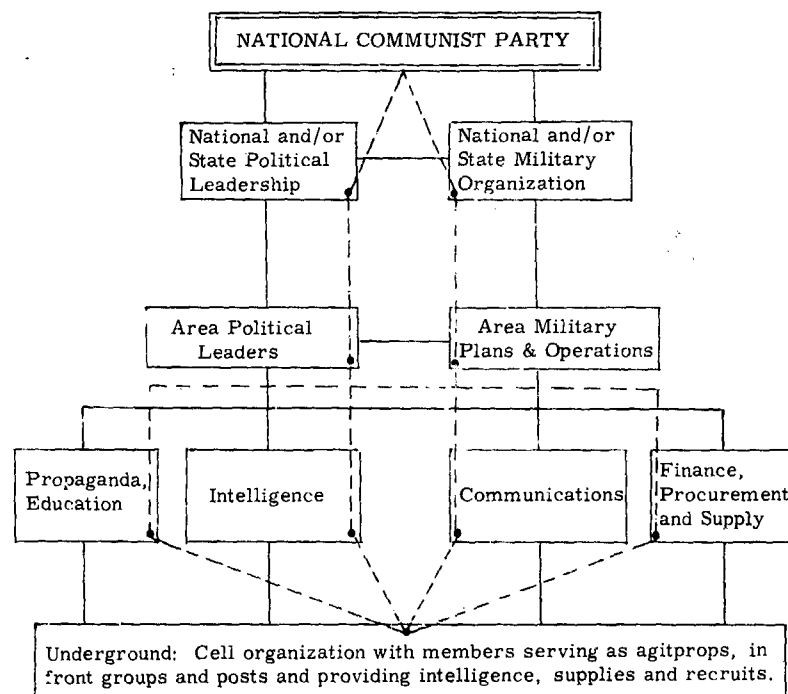 NATIONAL COMMUNIST PARTY
National and/or
State Political
Leadership
National and/or
State Military
Organization
Area Political
Leaders
Area Military
Plans & Operations
Propaganda,
Education
Intelligence
Communications
Finance,
Procurement
and Supply
Underground: Cell organization with members serving as agitprops, in
front groups and posts and providing intelligence, supplies and recruits.